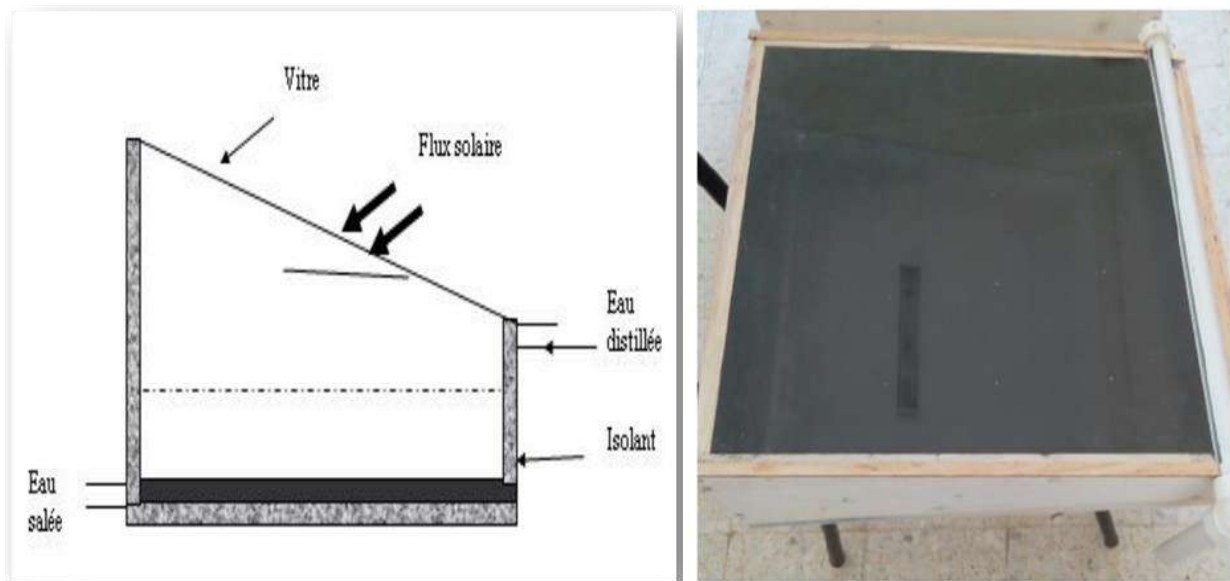 Vitre
Flux solaire
Eau
distillée
Isolant
Eau
salée